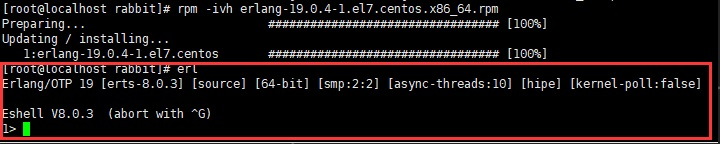 [root@localhost rabbit]# rpm -ivh erlang-19.0.4-1.el7.centos.x86_64.rpm
Preparing... ################################# [100%]
Updating / installing...
1:erlang-19.0.4-1.el7.centos ################################# [100%]
[root@localhost rabbit]# erl
Erlang/OTP 19 [erts-8.0.3] [source] [64-bit] [smp:2:2] [async-threads:10] [hipe] [kernel-poll:false]
Eshell V8.0.3 (abort with ^G)
1>